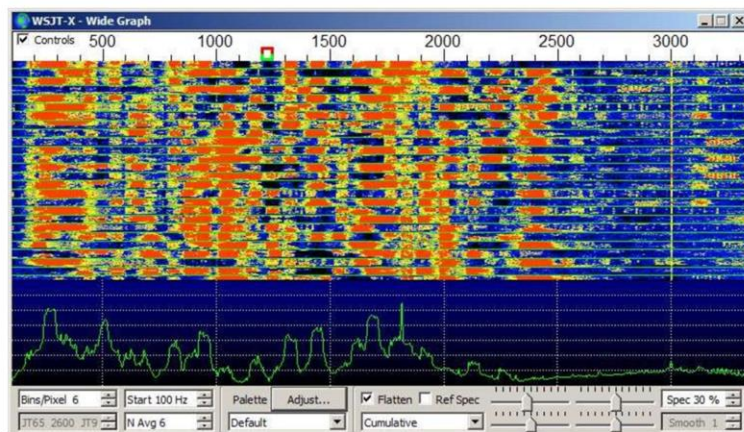 WSJT-X - Wide Graph
Controls 500 1000 1500 2000 2500 3000
Bins/Pixel 6 Start 100 Hz Palette Adjust... Flatten Ref Spec Spec 30 %
JT65 2600 JT9 N Avg 6 Default Cumulative Smooth 1